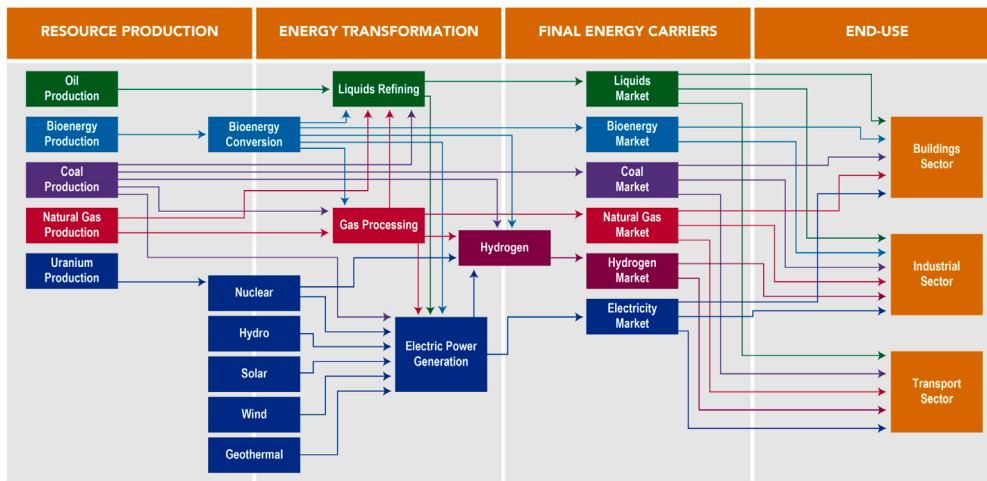 RESOURCE PRODUCTION
ENERGY TRANSFORMATION
FINAL ENERGY CARRIERS
END-USE
Oil
Production
Bioenergy
Production
Coal
Production
Natural Gas
Production
Uranium
Production
Liquids Refining
Bioenergy
Conversion
Gas Processing
Hydrogen
Nuclear
Hydro
Solar
Wind
Geothermal
Electric Power
Generation
Liquids
Market
Bioenergy
Market
Coal
Market
Natural Gas
Market
Hydrogen
Market
Electricity
Market
Buildings
Sector
Industrial
Sector
Transport
Sector